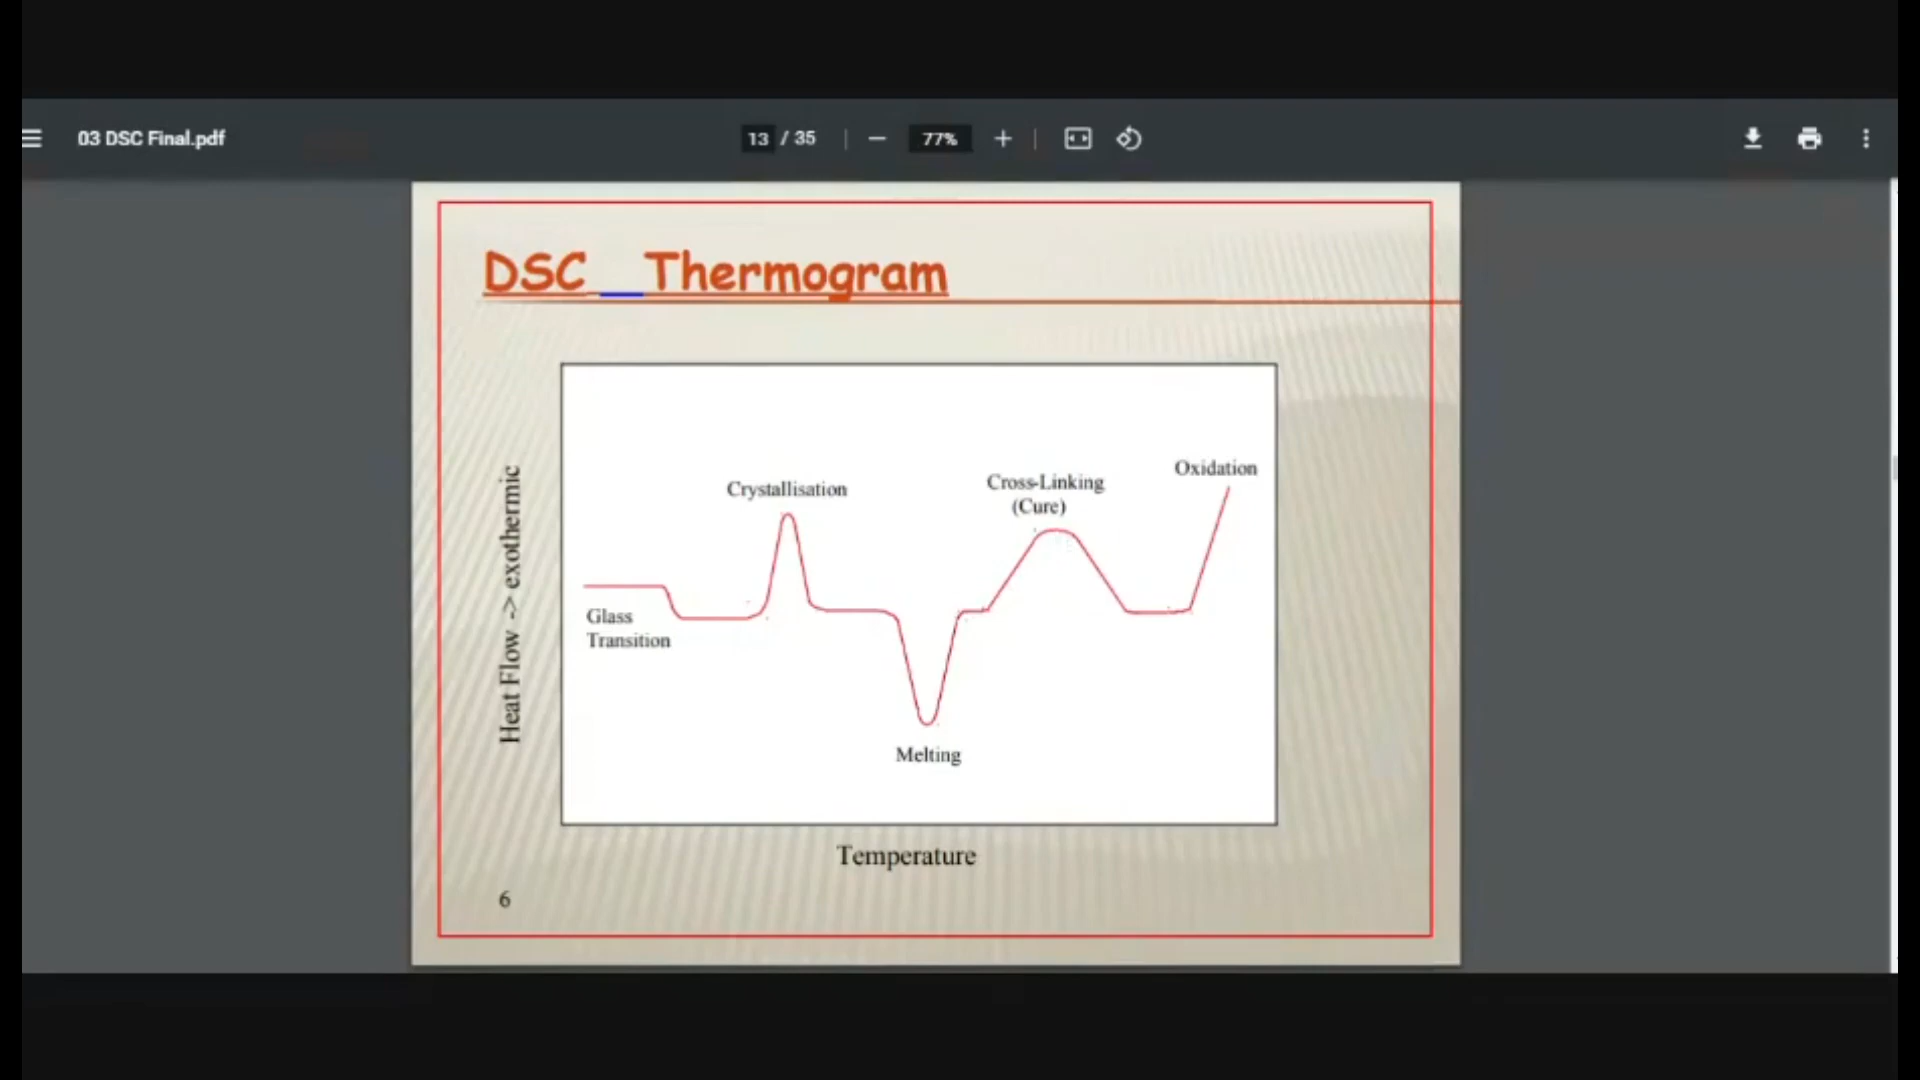 03 DSC Final.pdf
13 / 35
77%
DSC Thermogram
Heat Flow -> exothermic
Crystallisation
Cross-Linking
(Cure)
Oxidation
Glass
Transition
Melting
Temperature
6